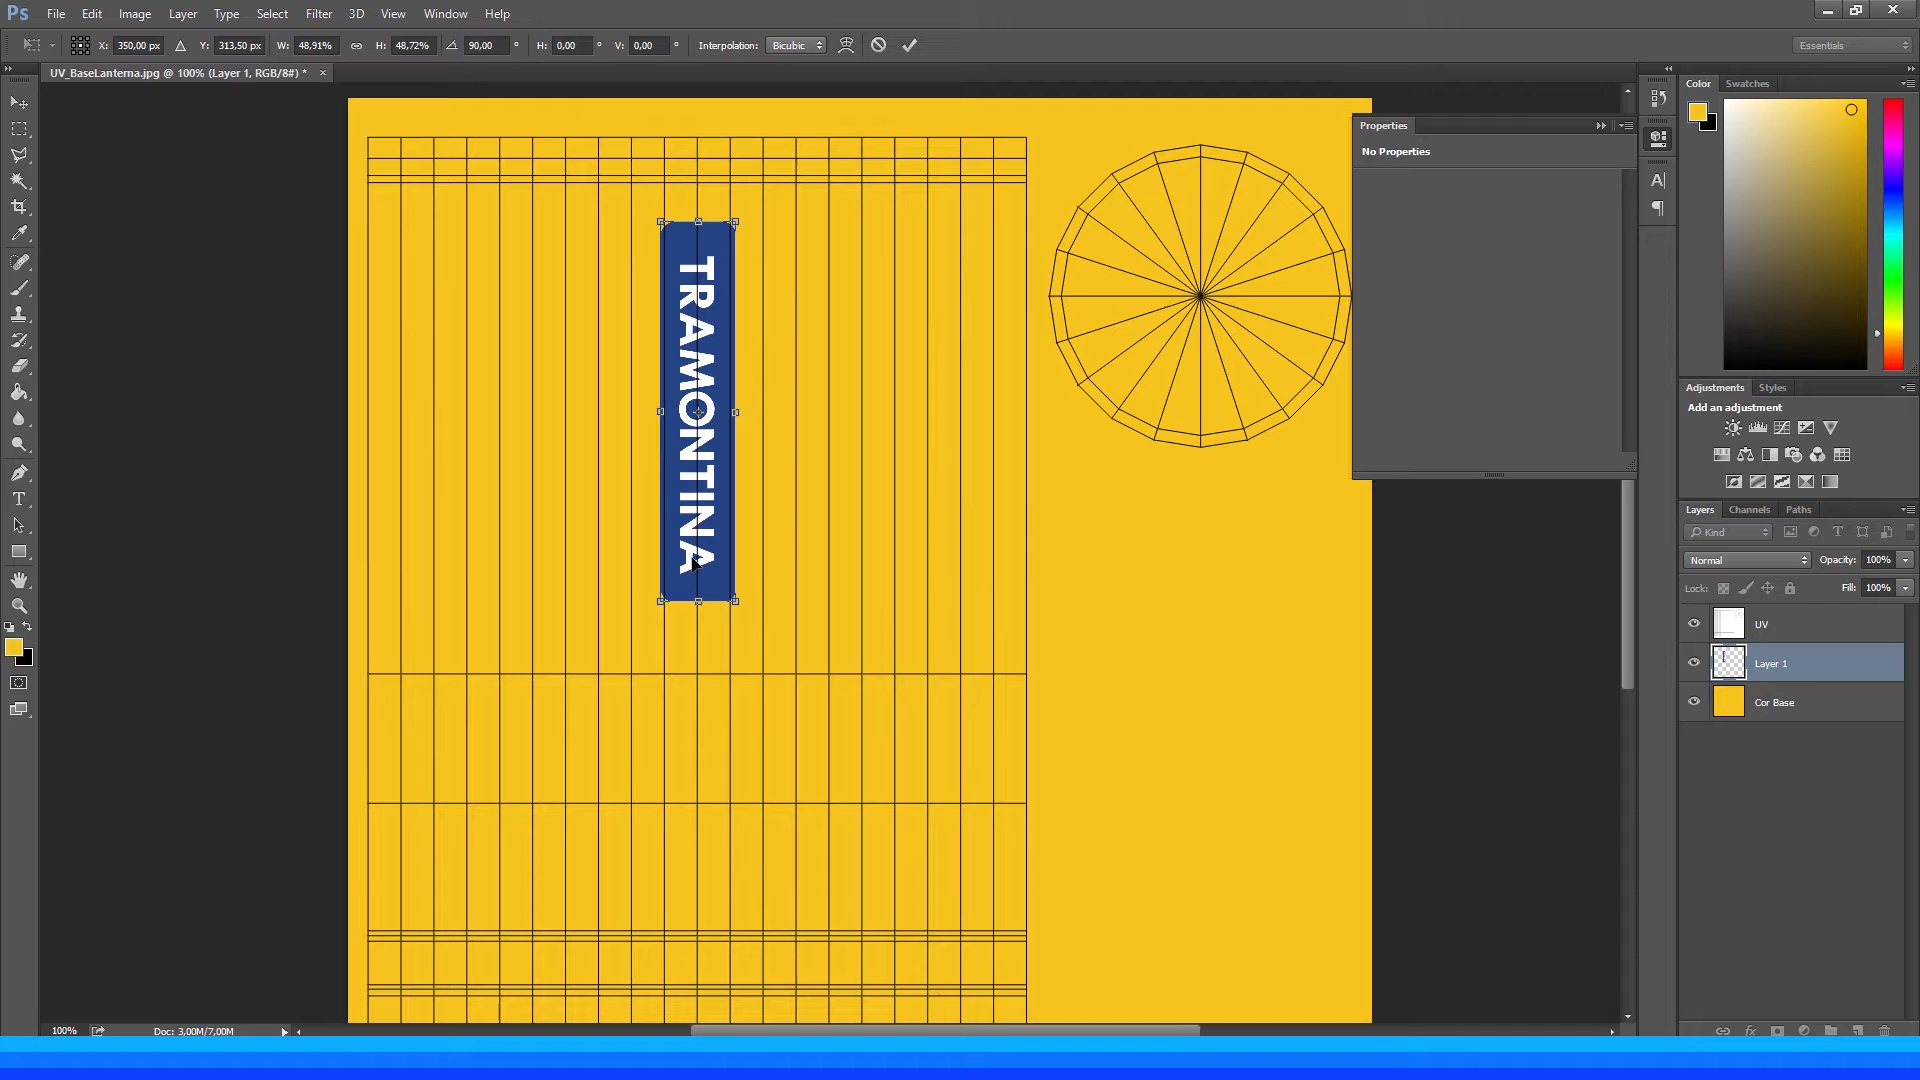 Ps File Edit Image Layer Type Select Filter 3D View Window Help
X: 350,00 px Y: 313,50 px W: 48,91% H: 48,72% 90,00 ° H: 0,00 ° V: 0,00 ° Interpolation: Bicubic Essentials
UV_BaseLanterna.jpg @ 100% (Layer 1, RGB/8#) * ×
Color Swatches
Properties
No Properties
TRAMONTINA
Adjustments Styles
Add an adjustment
Layers Channels Paths
Kind
Normal Opacity: 100%
Lock: Fill: 100%
UV
Layer 1
Cor Base
100% Doc: 3,00M/7,00M